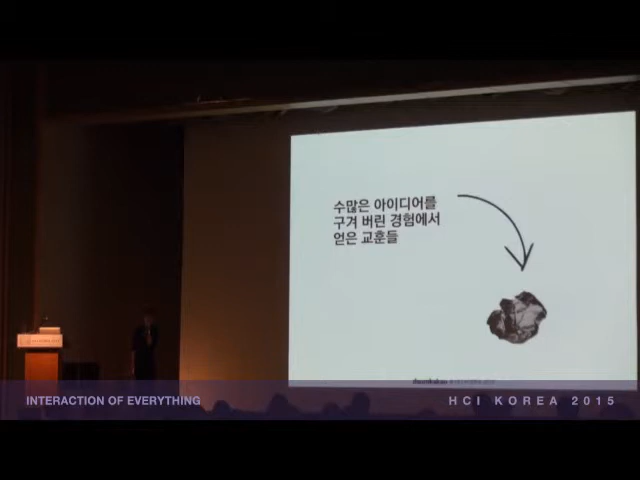 수많은 아이디어를
구겨 버린 경험에서
얻은 교훈들
INTERACTION OF EVERYTHING
HCI KOREA 2015